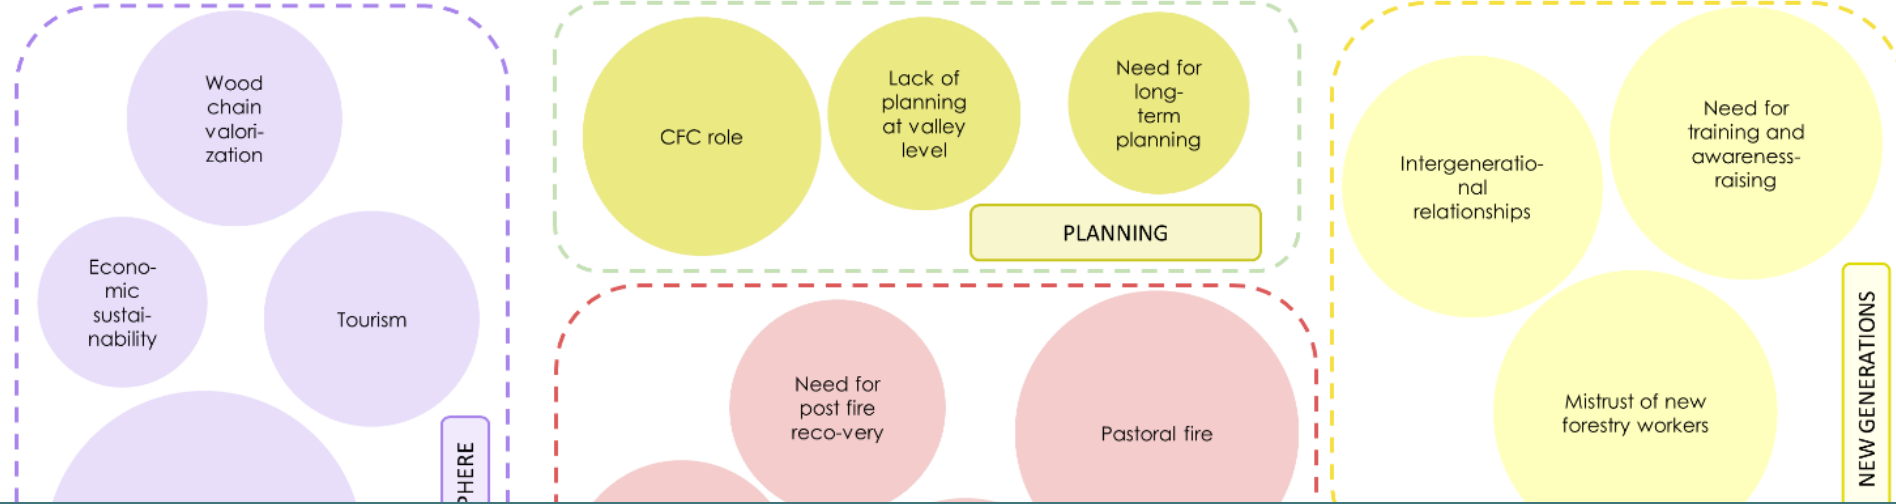 Wood
chain
valori-
zation
Econo-
mic
sustai-
nability
Tourism
PHERE
CFC role
Lack of
planning
at valley
level
Need for
long-
term
planning
PLANNING
Need for
post fire
reco-very
Pastoral fire
Intergeneratio-
nal
relationships
Need for
training and
awareness-
raising
Mistrust of new
forestry workers
NEW GENERATIONS